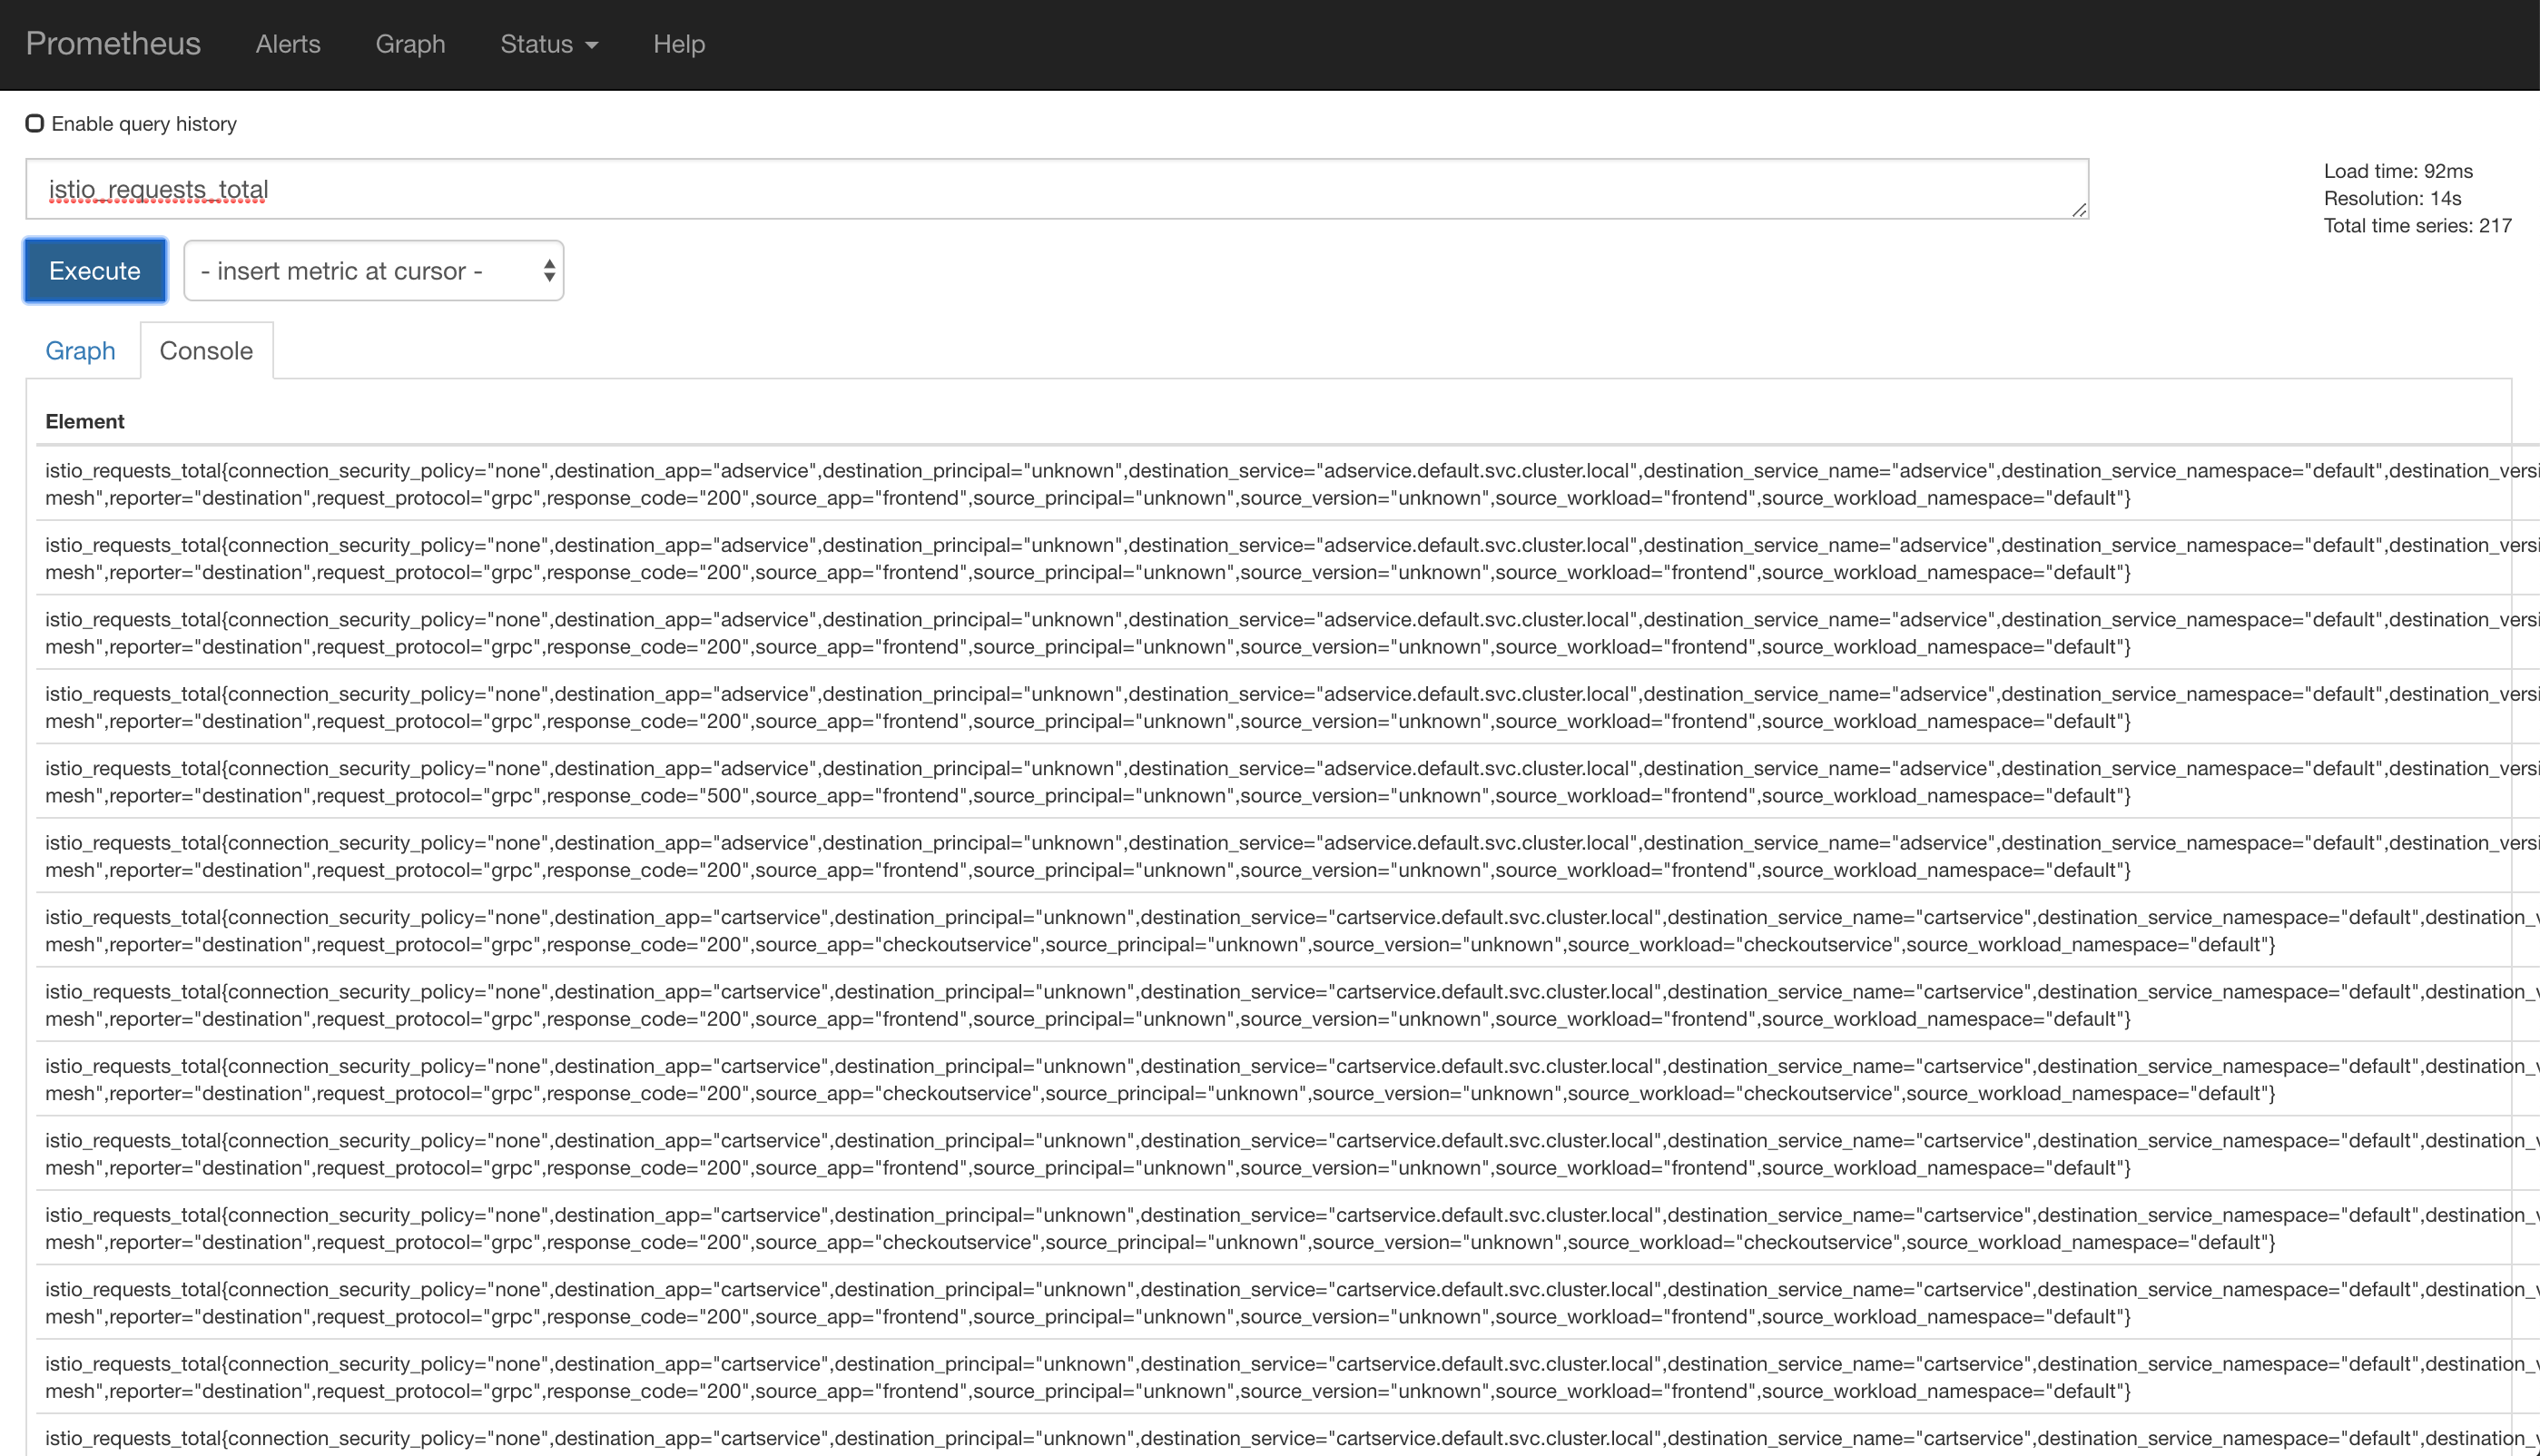 Prometheus Alerts Graph Status Help
Enable query history
istio_requests_total
Load time: 92ms
Resolution: 14s
Total time series: 217
Execute - insert metric at cursor -
Graph Console
Element
istio_requests_total{connection_security_policy="none",destination_app="adservice",destination_principal="unknown",destination_service="adservice.default.svc.cluster.local",destination_service_name="adservice",destination_service_namespace="default",destination_versi
mesh",reporter="destination",request_protocol="grpc",response_code="200",source_app="frontend",source_principal="unknown",source_version="unknown",source_workload="frontend",source_workload_namespace="default"}
istio_requests_total{connection_security_policy="none",destination_app="adservice",destination_principal="unknown",destination_service="adservice.default.svc.cluster.local",destination_service_name="adservice",destination_service_namespace="default",destination_versi
mesh",reporter="destination",request_protocol="grpc",response_code="200",source_app="frontend",source_principal="unknown",source_version="unknown",source_workload="frontend",source_workload_namespace="default"}
istio_requests_total{connection_security_policy="none",destination_app="adservice",destination_principal="unknown",destination_service="adservice.default.svc.cluster.local",destination_service_name="adservice",destination_service_namespace="default",destination_versi
mesh",reporter="destination",request_protocol="grpc",response_code="200",source_app="frontend",source_principal="unknown",source_version="unknown",source_workload="frontend",source_workload_namespace="default"}
istio_requests_total{connection_security_policy="none",destination_app="adservice",destination_principal="unknown",destination_service="adservice.default.svc.cluster.local",destination_service_name="adservice",destination_service_namespace="default",destination_versi
mesh",reporter="destination",request_protocol="grpc",response_code="200",source_app="frontend",source_principal="unknown",source_version="unknown",source_workload="frontend",source_workload_namespace="default"}
istio_requests_total{connection_security_policy="none",destination_app="adservice",destination_principal="unknown",destination_service="adservice.default.svc.cluster.local",destination_service_name="adservice",destination_service_namespace="default",destination_versi
mesh",reporter="destination",request_protocol="grpc",response_code="500",source_app="frontend",source_principal="unknown",source_version="unknown",source_workload="frontend",source_workload_namespace="default"}
istio_requests_total{connection_security_policy="none",destination_app="adservice",destination_principal="unknown",destination_service="adservice.default.svc.cluster.local",destination_service_name="adservice",destination_service_namespace="default",destination_versi
mesh",reporter="destination",request_protocol="grpc",response_code="200",source_app="frontend",source_principal="unknown",source_version="unknown",source_workload="frontend",source_workload_namespace="default"}
istio_requests_total{connection_security_policy="none",destination_app="cartservice",destination_principal="unknown",destination_service="cartservice.default.svc.cluster.local",destination_service_name="cartservice",destination_service_namespace="default",destination_v
mesh",reporter="destination",request_protocol="grpc",response_code="200",source_app="checkoutservice",source_principal="unknown",source_version="unknown",source_workload="checkoutservice",source_workload_namespace="default"}
istio_requests_total{connection_security_policy="none",destination_app="cartservice",destination_principal="unknown",destination_service="cartservice.default.svc.cluster.local",destination_service_name="cartservice",destination_service_namespace="default",destination_v
mesh",reporter="destination",request_protocol="grpc",response_code="200",source_app="frontend",source_principal="unknown",source_version="unknown",source_workload="frontend",source_workload_namespace="default"}
istio_requests_total{connection_security_policy="none",destination_app="cartservice",destination_principal="unknown",destination_service="cartservice.default.svc.cluster.local",destination_service_name="cartservice",destination_service_namespace="default",destination_v
mesh",reporter="destination",request_protocol="grpc",response_code="200",source_app="checkoutservice",source_principal="unknown",source_version="unknown",source_workload="checkoutservice",source_workload_namespace="default"}
istio_requests_total{connection_security_policy="none",destination_app="cartservice",destination_principal="unknown",destination_service="cartservice.default.svc.cluster.local",destination_service_name="cartservice",destination_service_namespace="default",destination_v
mesh",reporter="destination",request_protocol="grpc",response_code="200",source_app="frontend",source_principal="unknown",source_version="unknown",source_workload="frontend",source_workload_namespace="default"}
istio_requests_total{connection_security_policy="none",destination_app="cartservice",destination_principal="unknown",destination_service="cartservice.default.svc.cluster.local",destination_service_name="cartservice",destination_service_namespace="default",destination_v
mesh",reporter="destination",request_protocol="grpc",response_code="200",source_app="checkoutservice",source_principal="unknown",source_version="unknown",source_workload="checkoutservice",source_workload_namespace="default"}
istio_requests_total{connection_security_policy="none",destination_app="cartservice",destination_principal="unknown",destination_service="cartservice.default.svc.cluster.local",destination_service_name="cartservice",destination_service_namespace="default",destination_v
mesh",reporter="destination",request_protocol="grpc",response_code="200",source_app="frontend",source_principal="unknown",source_version="unknown",source_workload="frontend",source_workload_namespace="default"}
istio_requests_total{connection_security_policy="none",destination_app="cartservice",destination_principal="unknown",destination_service="cartservice.default.svc.cluster.local",destination_service_name="cartservice",destination_service_namespace="default",destination_v
mesh",reporter="destination",request_protocol="grpc",response_code="200",source_app="frontend",source_principal="unknown",source_version="unknown",source_workload="frontend",source_workload_namespace="default"}
istio_requests_total{connection_security_policy="none",destination_app="cartservice",destination_principal="unknown",destination_service="cartservice.default.svc.cluster.local",destination_service_name="cartservice",destination_service_namespace="default",destination_v